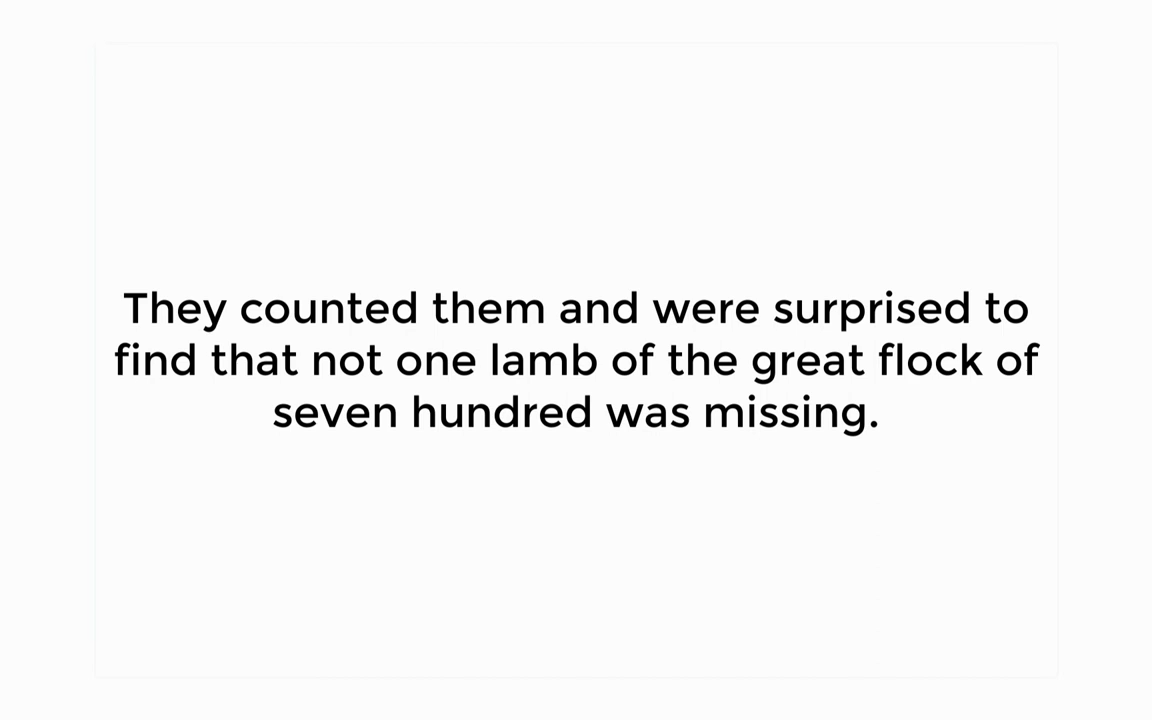 They counted them and were surprised to
find that not one lamb of the great flock of
seven hundred was missing.